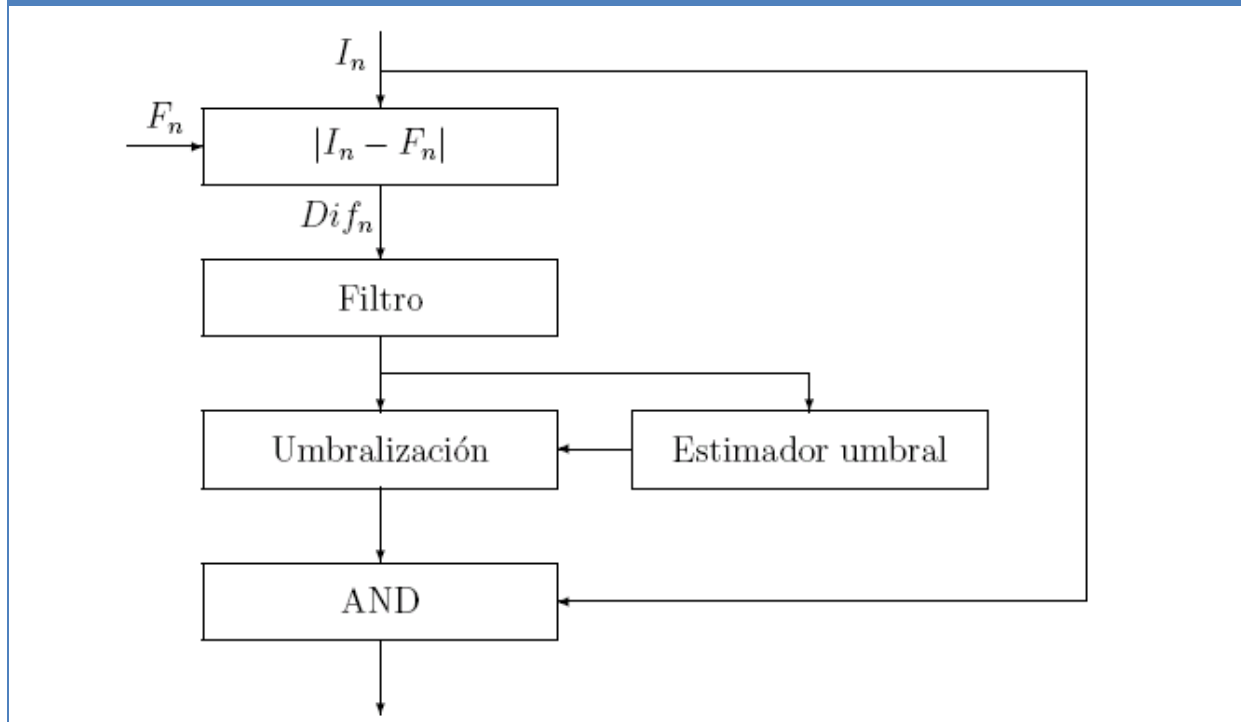 I_n
F_n
|I_n − F_n|
Dif_n
Filtro
Umbralización
Estimador umbral
AND